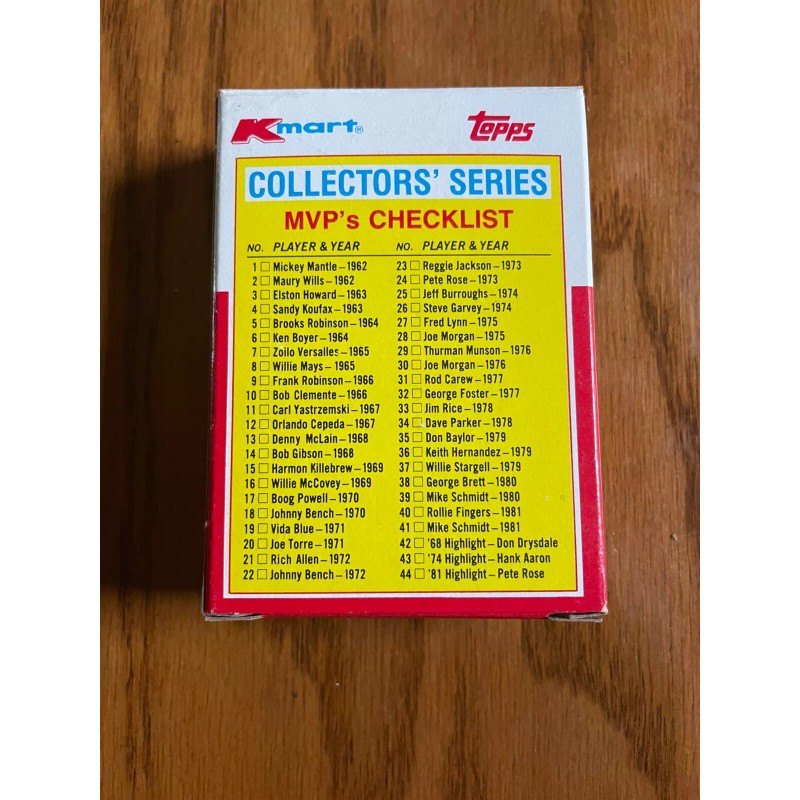 Kmart®
topps
COLLECTORS' SERIES
MVP's CHECKLIST
NO. PLAYER & YEAR
1 Mickey Mantle – 1962
2 Maury Wills – 1962
3 Elston Howard – 1963
4 Sandy Koufax – 1963
5 Brooks Robinson – 1964
6 Ken Boyer – 1964
7 Zoilo Versalles – 1965
8 Willie Mays – 1965
9 Frank Robinson – 1966
10 Bob Clemente – 1966
11 Carl Yastrzemski – 1967
12 Orlando Cepeda – 1967
13 Denny McLain – 1968
14 Bob Gibson – 1968
15 Harmon Killebrew – 1969
16 Willie McCovey – 1969
17 Boog Powell – 1970
18 Johnny Bench – 1970
19 Vida Blue – 1971
20 Joe Torre – 1971
21 Rich Allen – 1972
22 Johnny Bench – 1972
NO. PLAYER & YEAR
23 Reggie Jackson – 1973
24 Pete Rose – 1973
25 Jeff Burroughs – 1974
26 Steve Garvey – 1974
27 Fred Lynn – 1975
28 Joe Morgan – 1975
29 Thurman Munson – 1976
30 Joe Morgan – 1976
31 Rod Carew – 1977
32 George Foster – 1977
33 Jim Rice – 1978
34 Dave Parker – 1978
35 Don Baylor – 1979
36 Keith Hernandez – 1979
37 Willie Stargell – 1979
38 George Brett – 1980
39 Mike Schmidt – 1980
40 Rollie Fingers – 1981
41 Mike Schmidt – 1981
42 '68 Highlight – Don Drysdale
43 '74 Highlight – Hank Aaron
44 '81 Highlight – Pete Rose